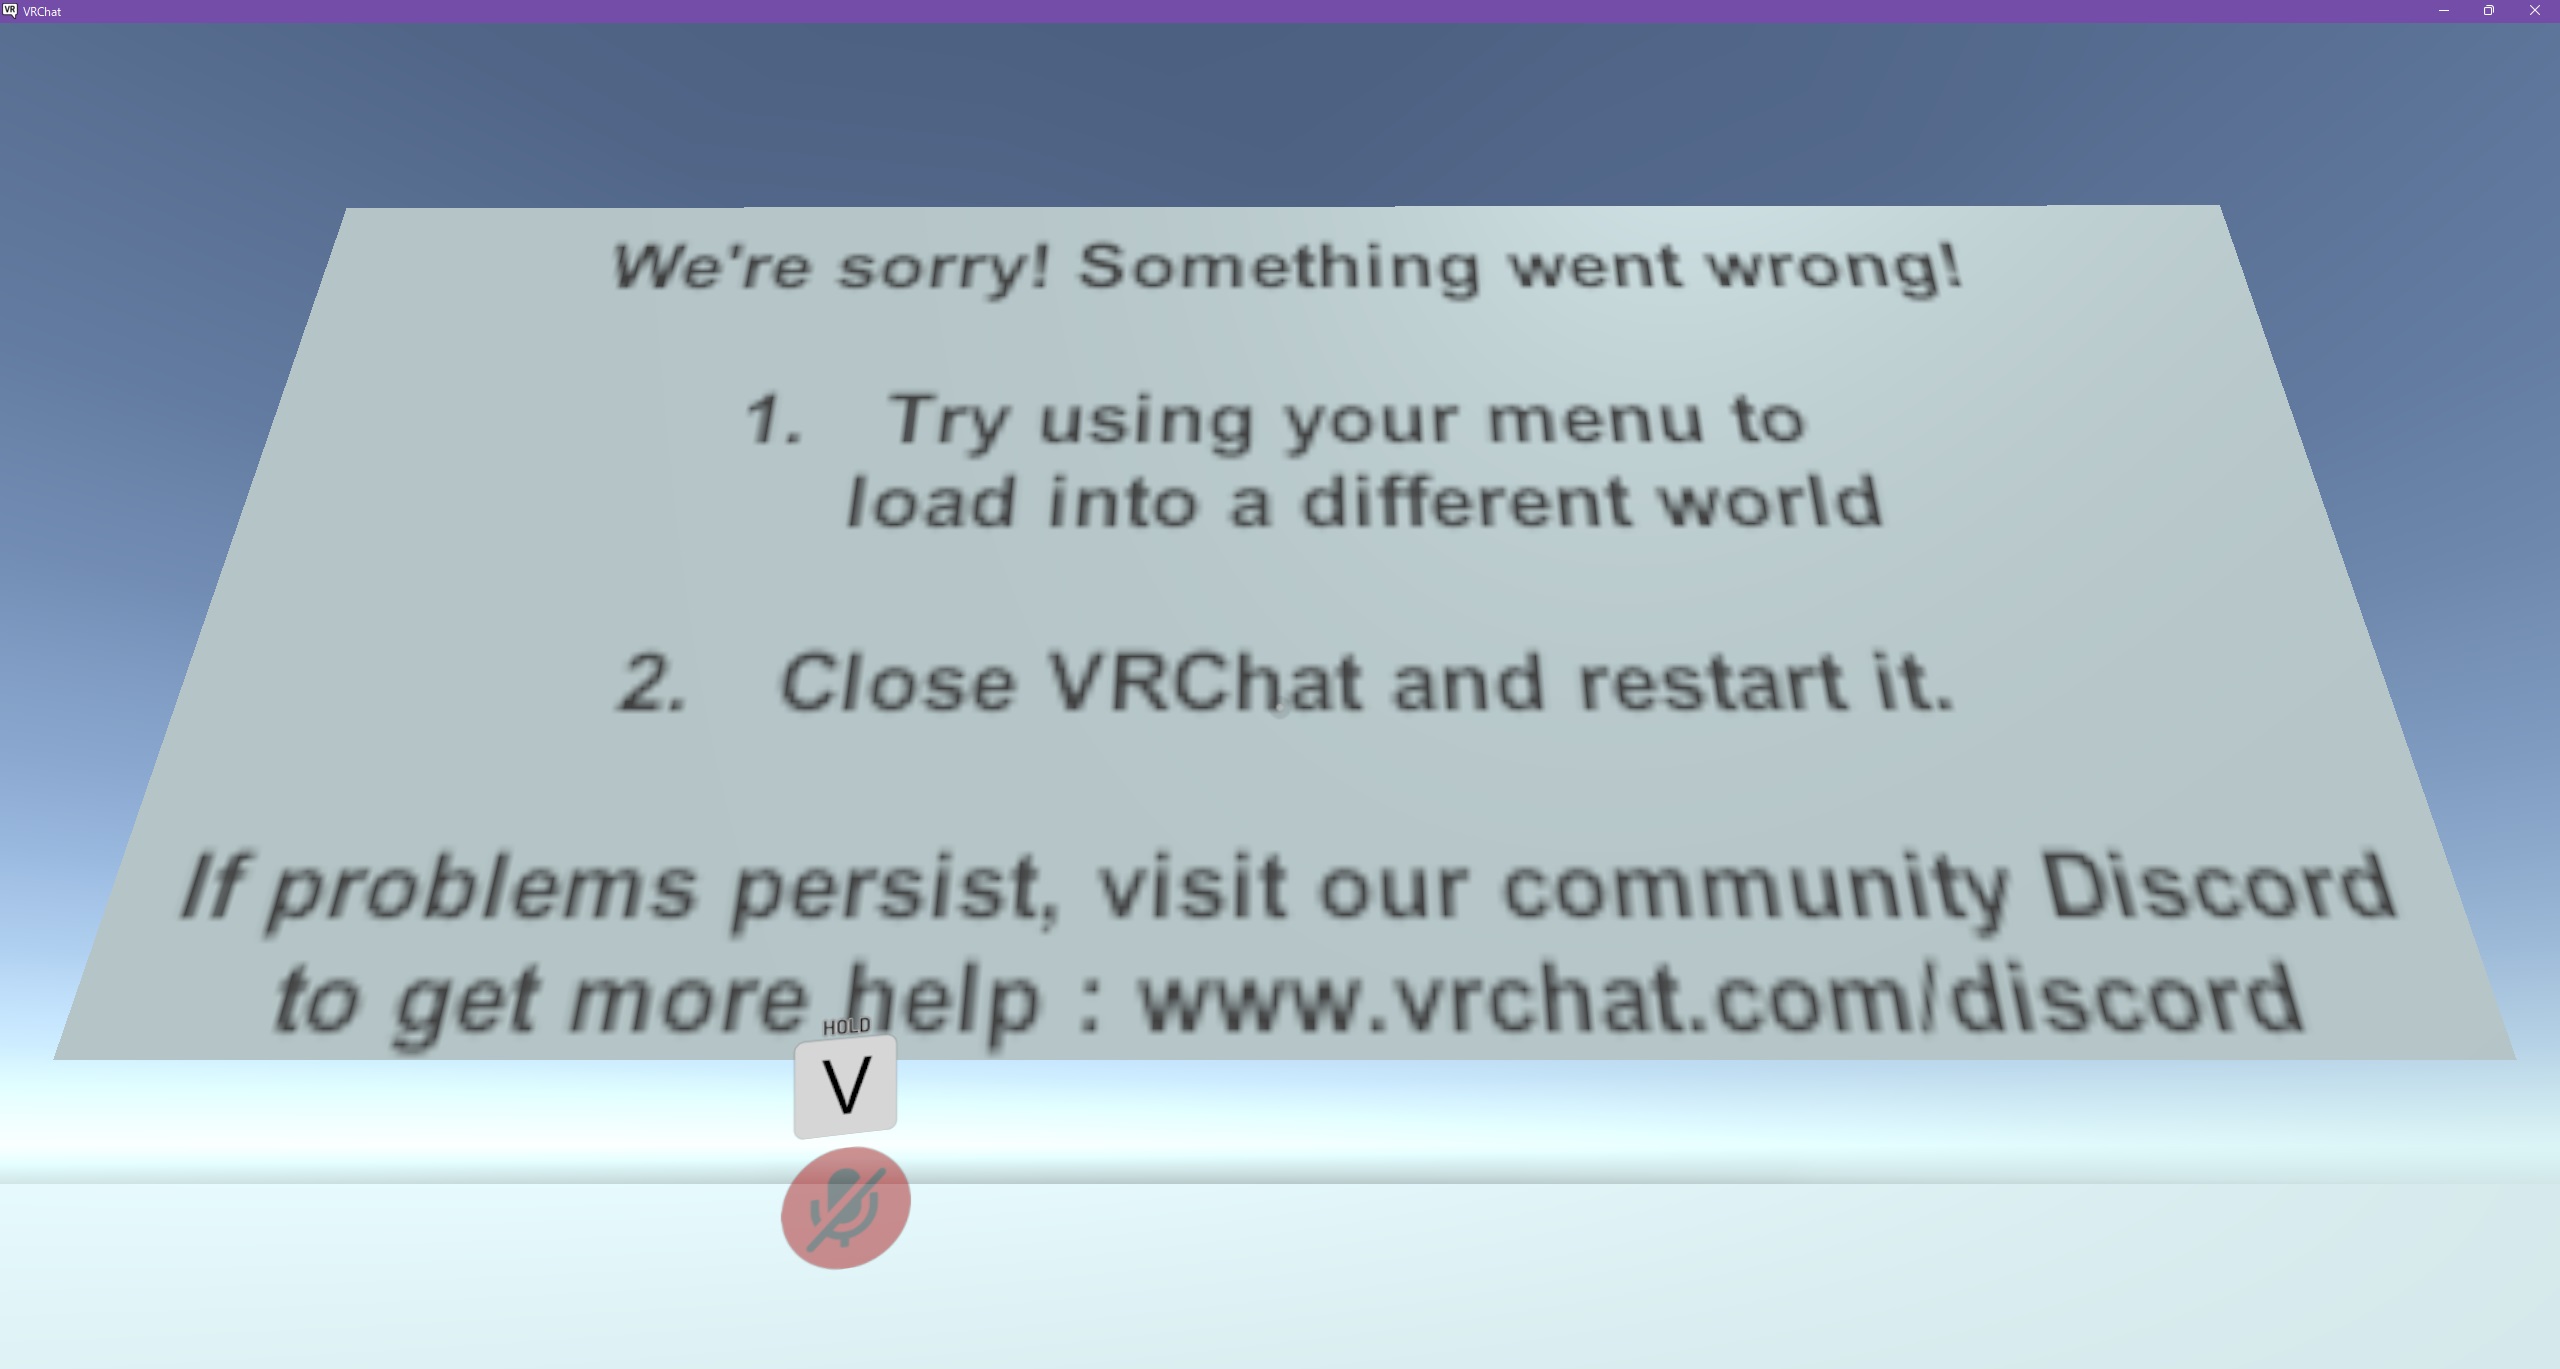 VRChat
We're sorry! Something went wrong!
1. Try using your menu to
load into a different world
2. Close VRChat and restart it.
If problems persist, visit our community Discord
to get more help : www.vrchat.com/discord
HOLD
V